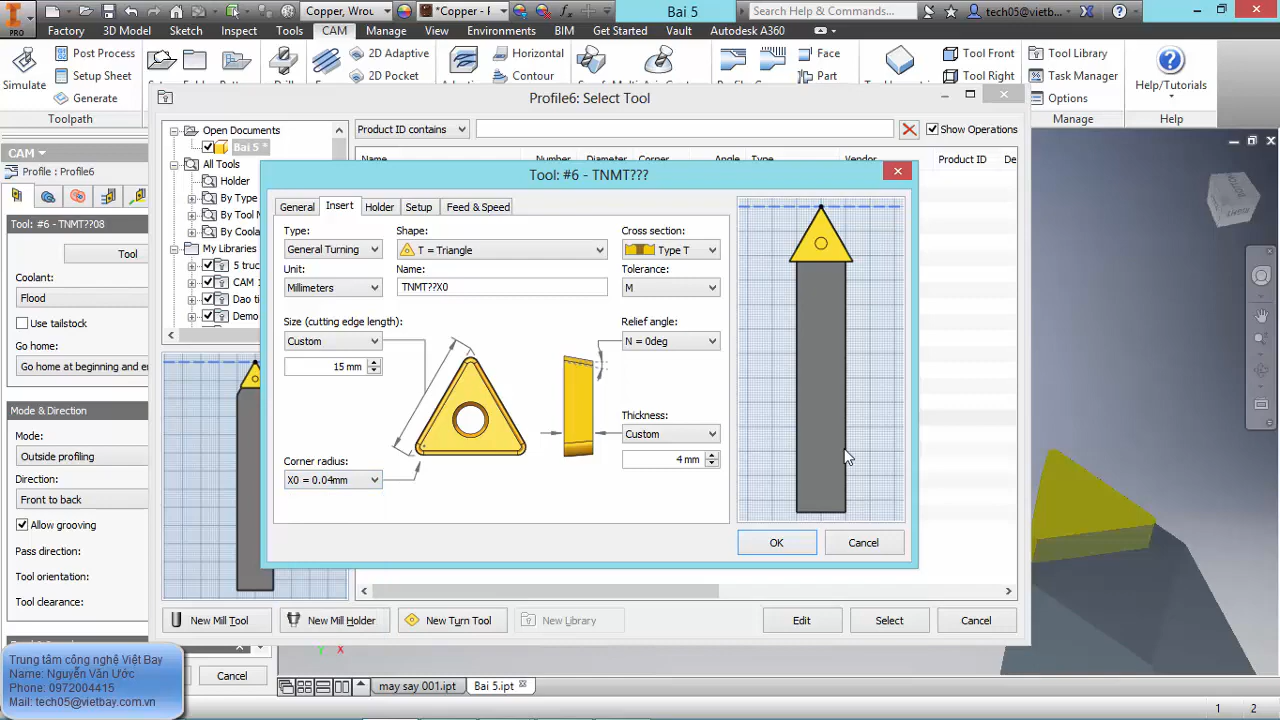 PRO
Copper, Wrou
*Copper - P
Bai 5
Search Help & Commands...
tech05@vietb...
Factory 3D Model Sketch Inspect Tools CAM Manage View Environments BIM Get Started Vault Autodesk A360
Simulate
Post Process
Setup Sheet
Generate
Toolpath
2D Adaptive
2D Pocket
Horizontal
Contour
Face
Part
Tool Front
Tool Right
Tool Library
Task Manager
Options
Manage
Help/Tutorials
Help
CAM
Profile : Profile6
Tool: #6 - TNMT???08
Tool
Coolant:
Flood
Use tailstock
Go home:
Go home at beginning and e
Mode & Direction
Mode:
Outside profiling
Direction:
Front to back
Allow grooving
Pass direction:
Tool orientation:
Tool clearance:
Cancel
Profile6: Select Tool
Open Documents
Bai 5 *
All Tools
Holder
By Type
By Tool N
By Coola
My Libraries
5 truc
CAM
Dao ti
Demo
Product ID contains
Show Operations
Name Number Diameter Corner Angle Type Vendor Product ID De
Tool: #6 - TNMT???
General Insert Holder Setup Feed & Speed
Type:
General Turning
Shape:
T = Triangle
Cross section:
Type T
Unit:
Millimeters
Name:
TNMT??X0
Tolerance:
M
Size (cutting edge length):
Custom
15 mm
Relief angle:
N = 0deg
Thickness:
Custom
4 mm
Corner radius:
X0 = 0.04mm
OK Cancel
New Mill Tool New Mill Holder New Turn Tool New Library Edit Select Cancel
Y X
Trung tâm công nghệ Việt Bay
Name: Nguyễn Văn Ước
Phone: 0972004415
Mail: tech05@vietbay.com.vn
may say 001.ipt Bai 5.ipt
1 2